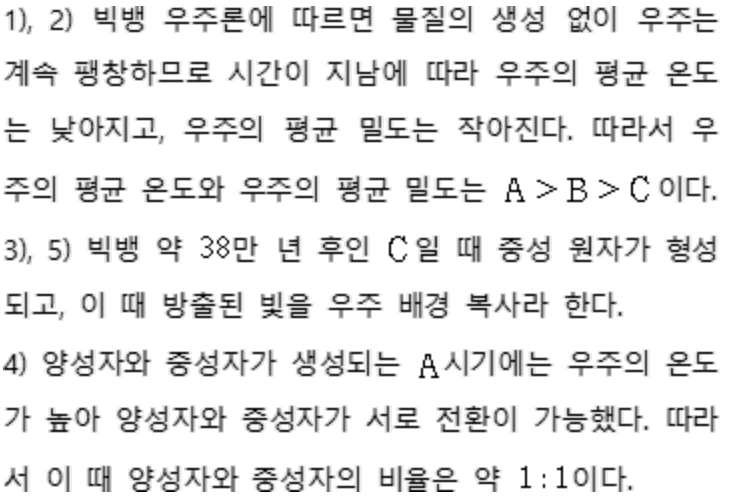 1), 2) 빅뱅 우주론에 따르면 물질의 생성 없이 우주는
계속 팽창하므로 시간이 지남에 따라 우주의 평균 온도
는 낮아지고, 우주의 평균 밀도는 작아진다. 따라서 우
주의 평균 온도와 우주의 평균 밀도는 A > B > C 이다.
3), 5) 빅뱅 약 38만 년 후인 C일 때 중성 원자가 형성
되고, 이 때 방출된 빛을 우주 배경 복사라 한다.
4) 양성자와 중성자가 생성되는 A시기에는 우주의 온도
가 높아 양성자와 중성자가 서로 전환이 가능했다. 따라
서 이 때 양성자와 중성자의 비율은 약 1:1이다.